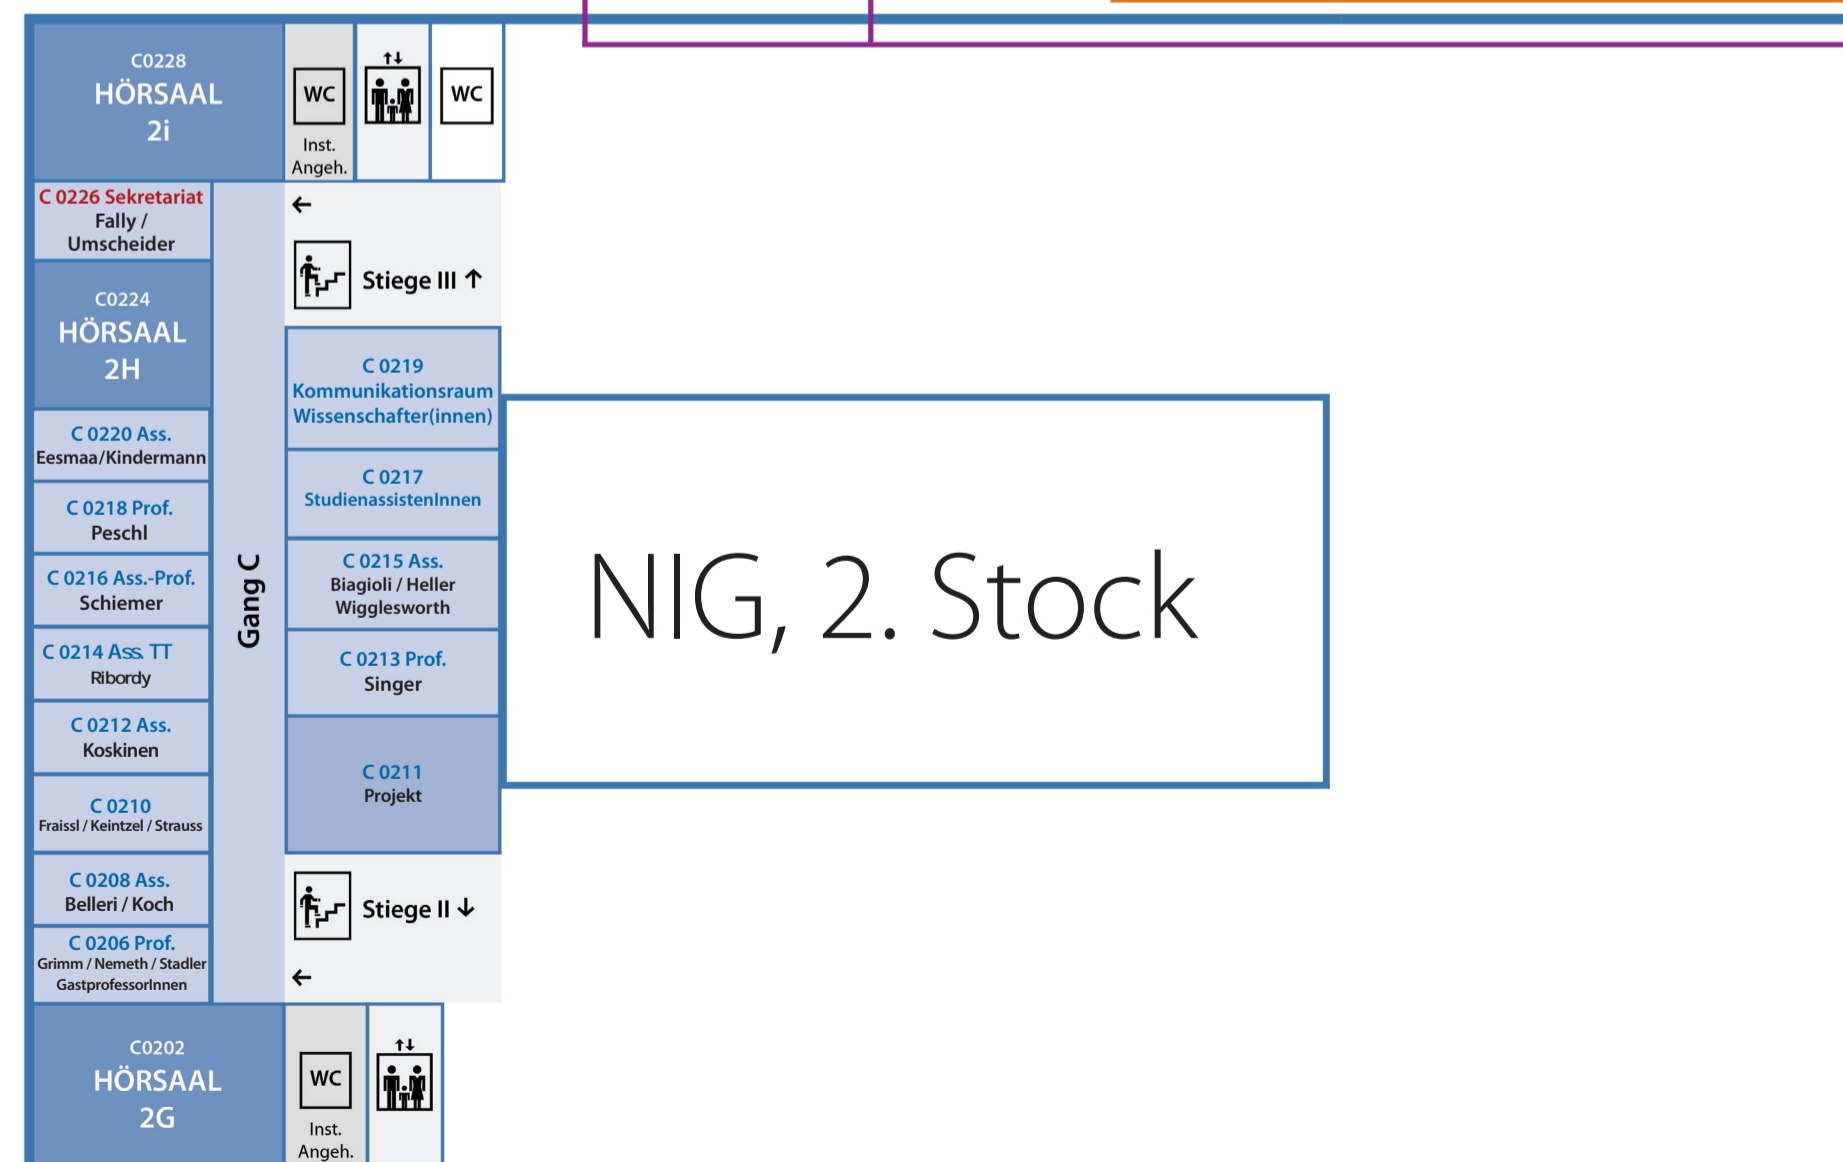 C0228
HÖRSAAL
2i
WC
Inst.
Angeh.
WC
C 0226 Sekretariat
Fally /
Umscheider
←
Stiege III ↑
C0224
HÖRSAAL
2H
C 0219
Kommunikationsraum
Wissenschafter(innen)
C 0220 Ass.
Eesmaa/Kindermann
C 0217
StudienassistenInnen
C 0218 Prof.
Peschl
C 0215 Ass.
Biagioli / Heller
Wigglesworth
C 0216 Ass.-Prof.
Schiemer
Gang C
NIG, 2. Stock
C 0214 Ass. TT
Ribordy
C 0213 Prof.
Singer
C 0212 Ass.
Koskinen
C 0211
Projekt
C 0210
Fraissl / Keintzel / Strauss
C 0208 Ass.
Belleri / Koch
Stiege II ↓
C 0206 Prof.
Grimm / Nemeth / Stadler
GastprofessorInnen
←
C0202
HÖRSAAL
2G
WC
Inst.
Angeh.